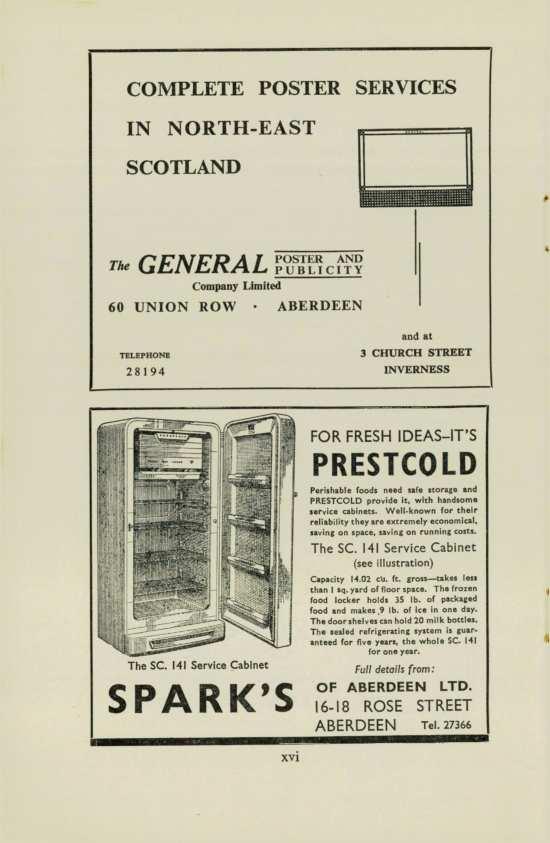 COMPLETE POSTER SERVICES
IN NORTH-EAST
SCOTLAND
The GENERAL POSTER AND PUBLICITY
Company Limited
60 UNION ROW · ABERDEEN
TELEPHONE
28194
and at
3 CHURCH STREET
INVERNESS
FOR FRESH IDEAS–IT'S
PRESTCOLD
Perishable foods need safe storage and
PRESTCOLD provide it, with handsome
service cabinets. Well-known for their
reliability they are extremely economical,
saving on space, saving on running costs.
The SC. 141 Service Cabinet
(see illustration)
Capacity 14.02 cu. ft. gross—takes less
than 1 sq. yard of floor space. The frozen
food locker holds 35 lb. of packaged
food and makes 9 lb. of ice in one day.
The door shelves can hold 20 milk bottles.
The sealed refrigerating system is guar-
anteed for five years, the whole SC. 141
for one year.
The SC. 141 Service Cabinet
Full details from:
SPARK'S OF ABERDEEN LTD.
16-18 ROSE STREET
ABERDEEN Tel. 27366
xvi